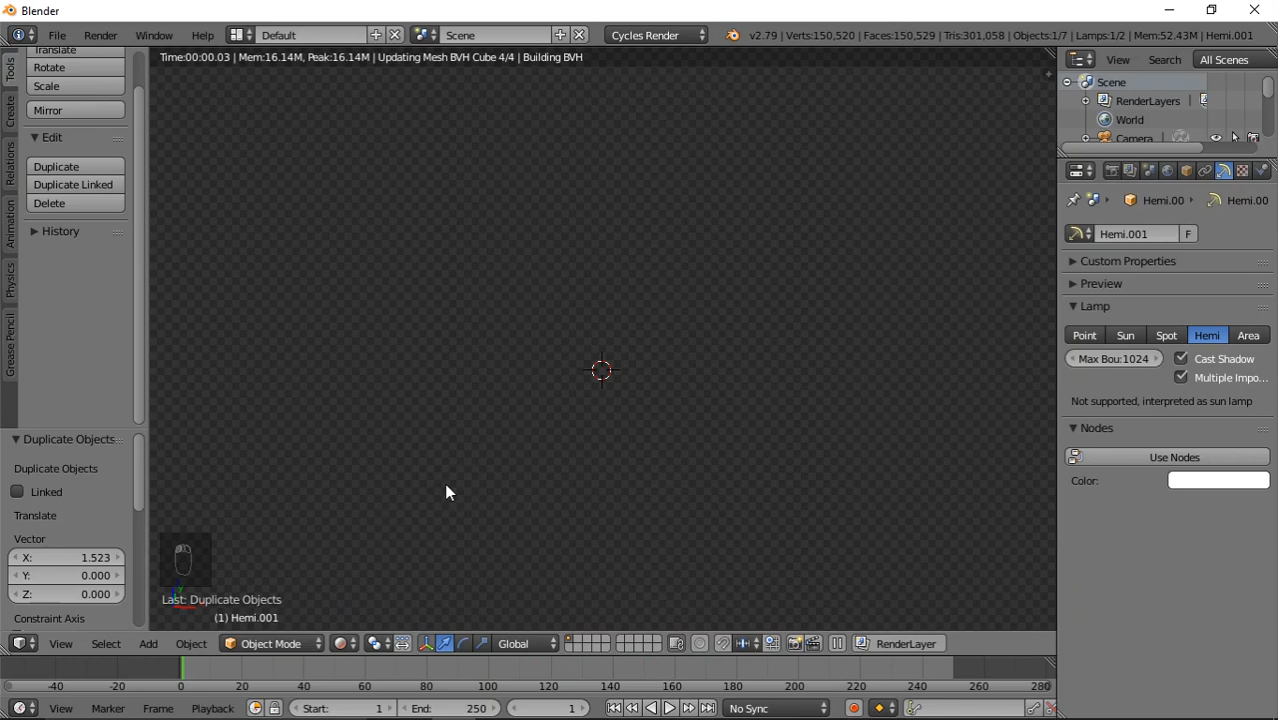 Blender
File Render Window Help Default Scene Cycles Render v2.79 | Verts:150,520 | Faces:150,529 | Tris:301,058 | Objects:1/7 | Lamps:1/2 | Mem:52.43M | Hemi.001
Time:00:00.03 | Mem:16.14M, Peak:16.14M | Updating Mesh BVH Cube 4/4 | Building BVH
View Search All Scenes
Translate
Rotate
Scale
Mirror
Edit
Duplicate
Duplicate Linked
Delete
History
Tools
Create
Relations
Animation
Physics
Grease Pencil
Duplicate Objects
Duplicate Objects
Linked
Translate
Vector
X: 1.523
Y: 0.000
Z: 0.000
Constraint Axis
Last: Duplicate Objects
(1) Hemi.001
Scene
RenderLayers
World
Camera
Hemi.00 Hemi.00
Hemi.001 F
Custom Properties
Preview
Lamp
Point Sun Spot Hemi Area
Max Bou:1024 Cast Shadow
Multiple Impo...
Not supported, interpreted as sun lamp
Nodes
Use Nodes
Color:
View Select Add Object Object Mode Global RenderLayer
-40 -20 0 20 40 60 80 100 120 140 160 180 200 220 240 260 280
View Marker Frame Playback Start: 1 End: 250 1 No Sync